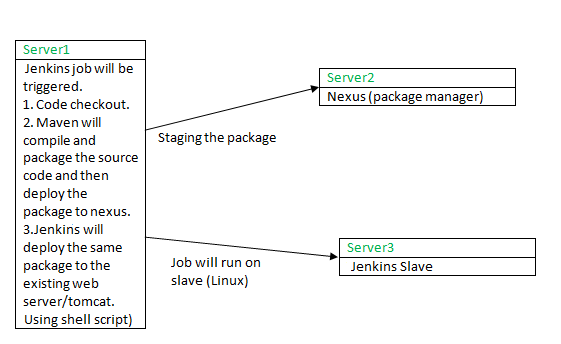 Server1
Jenkins job will be
triggered.
1. Code checkout.
2. Maven will
compile and
package the source
code and then
deploy the
package to nexus.
3.Jenkins will
deploy the same
package to the
existing web
server/tomcat.
Using shell script)
Server2
Nexus (package manager)
Staging the package
Server3
Jenkins Slave
Job will run on
slave (Linux)